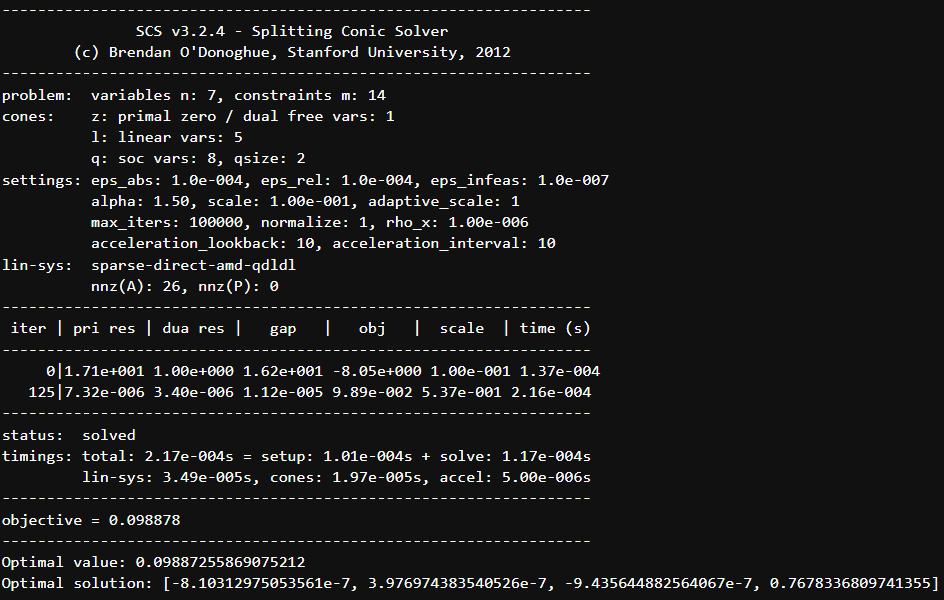 ------------------------------------------------------------------
SCS v3.2.4 - Splitting Conic Solver
(c) Brendan O'Donoghue, Stanford University, 2012
------------------------------------------------------------------
problem:  variables n: 7, constraints m: 14
cones:    z: primal zero / dual free vars: 1
l: linear vars: 5
q: soc vars: 8, qsize: 2
settings: eps_abs: 1.0e-004, eps_rel: 1.0e-004, eps_infeas: 1.0e-007
alpha: 1.50, scale: 1.00e-001, adaptive_scale: 1
max_iters: 100000, normalize: 1, rho_x: 1.00e-006
acceleration_lookback: 10, acceleration_interval: 10
lin-sys:  sparse-direct-amd-qdldl
nnz(A): 26, nnz(P): 0
------------------------------------------------------------------
iter | pri res | dua res |   gap   |   obj   |  scale  | time (s)
------------------------------------------------------------------
0|1.71e+001 1.00e+000 1.62e+001 -8.05e+000 1.00e-001 1.37e-004
125|7.32e-006 3.40e-006 1.12e-005 9.89e-002 5.37e-001 2.16e-004
------------------------------------------------------------------
status:  solved
timings: total: 2.17e-004s = setup: 1.01e-004s + solve: 1.17e-004s
lin-sys: 3.49e-005s, cones: 1.97e-005s, accel: 5.00e-006s
------------------------------------------------------------------
objective = 0.098878
------------------------------------------------------------------
Optimal value: 0.09887255869075212
Optimal solution: [-8.10312975053561e-7, 3.976974383540526e-7, -9.435644882564067e-7, 0.7678336809741355]